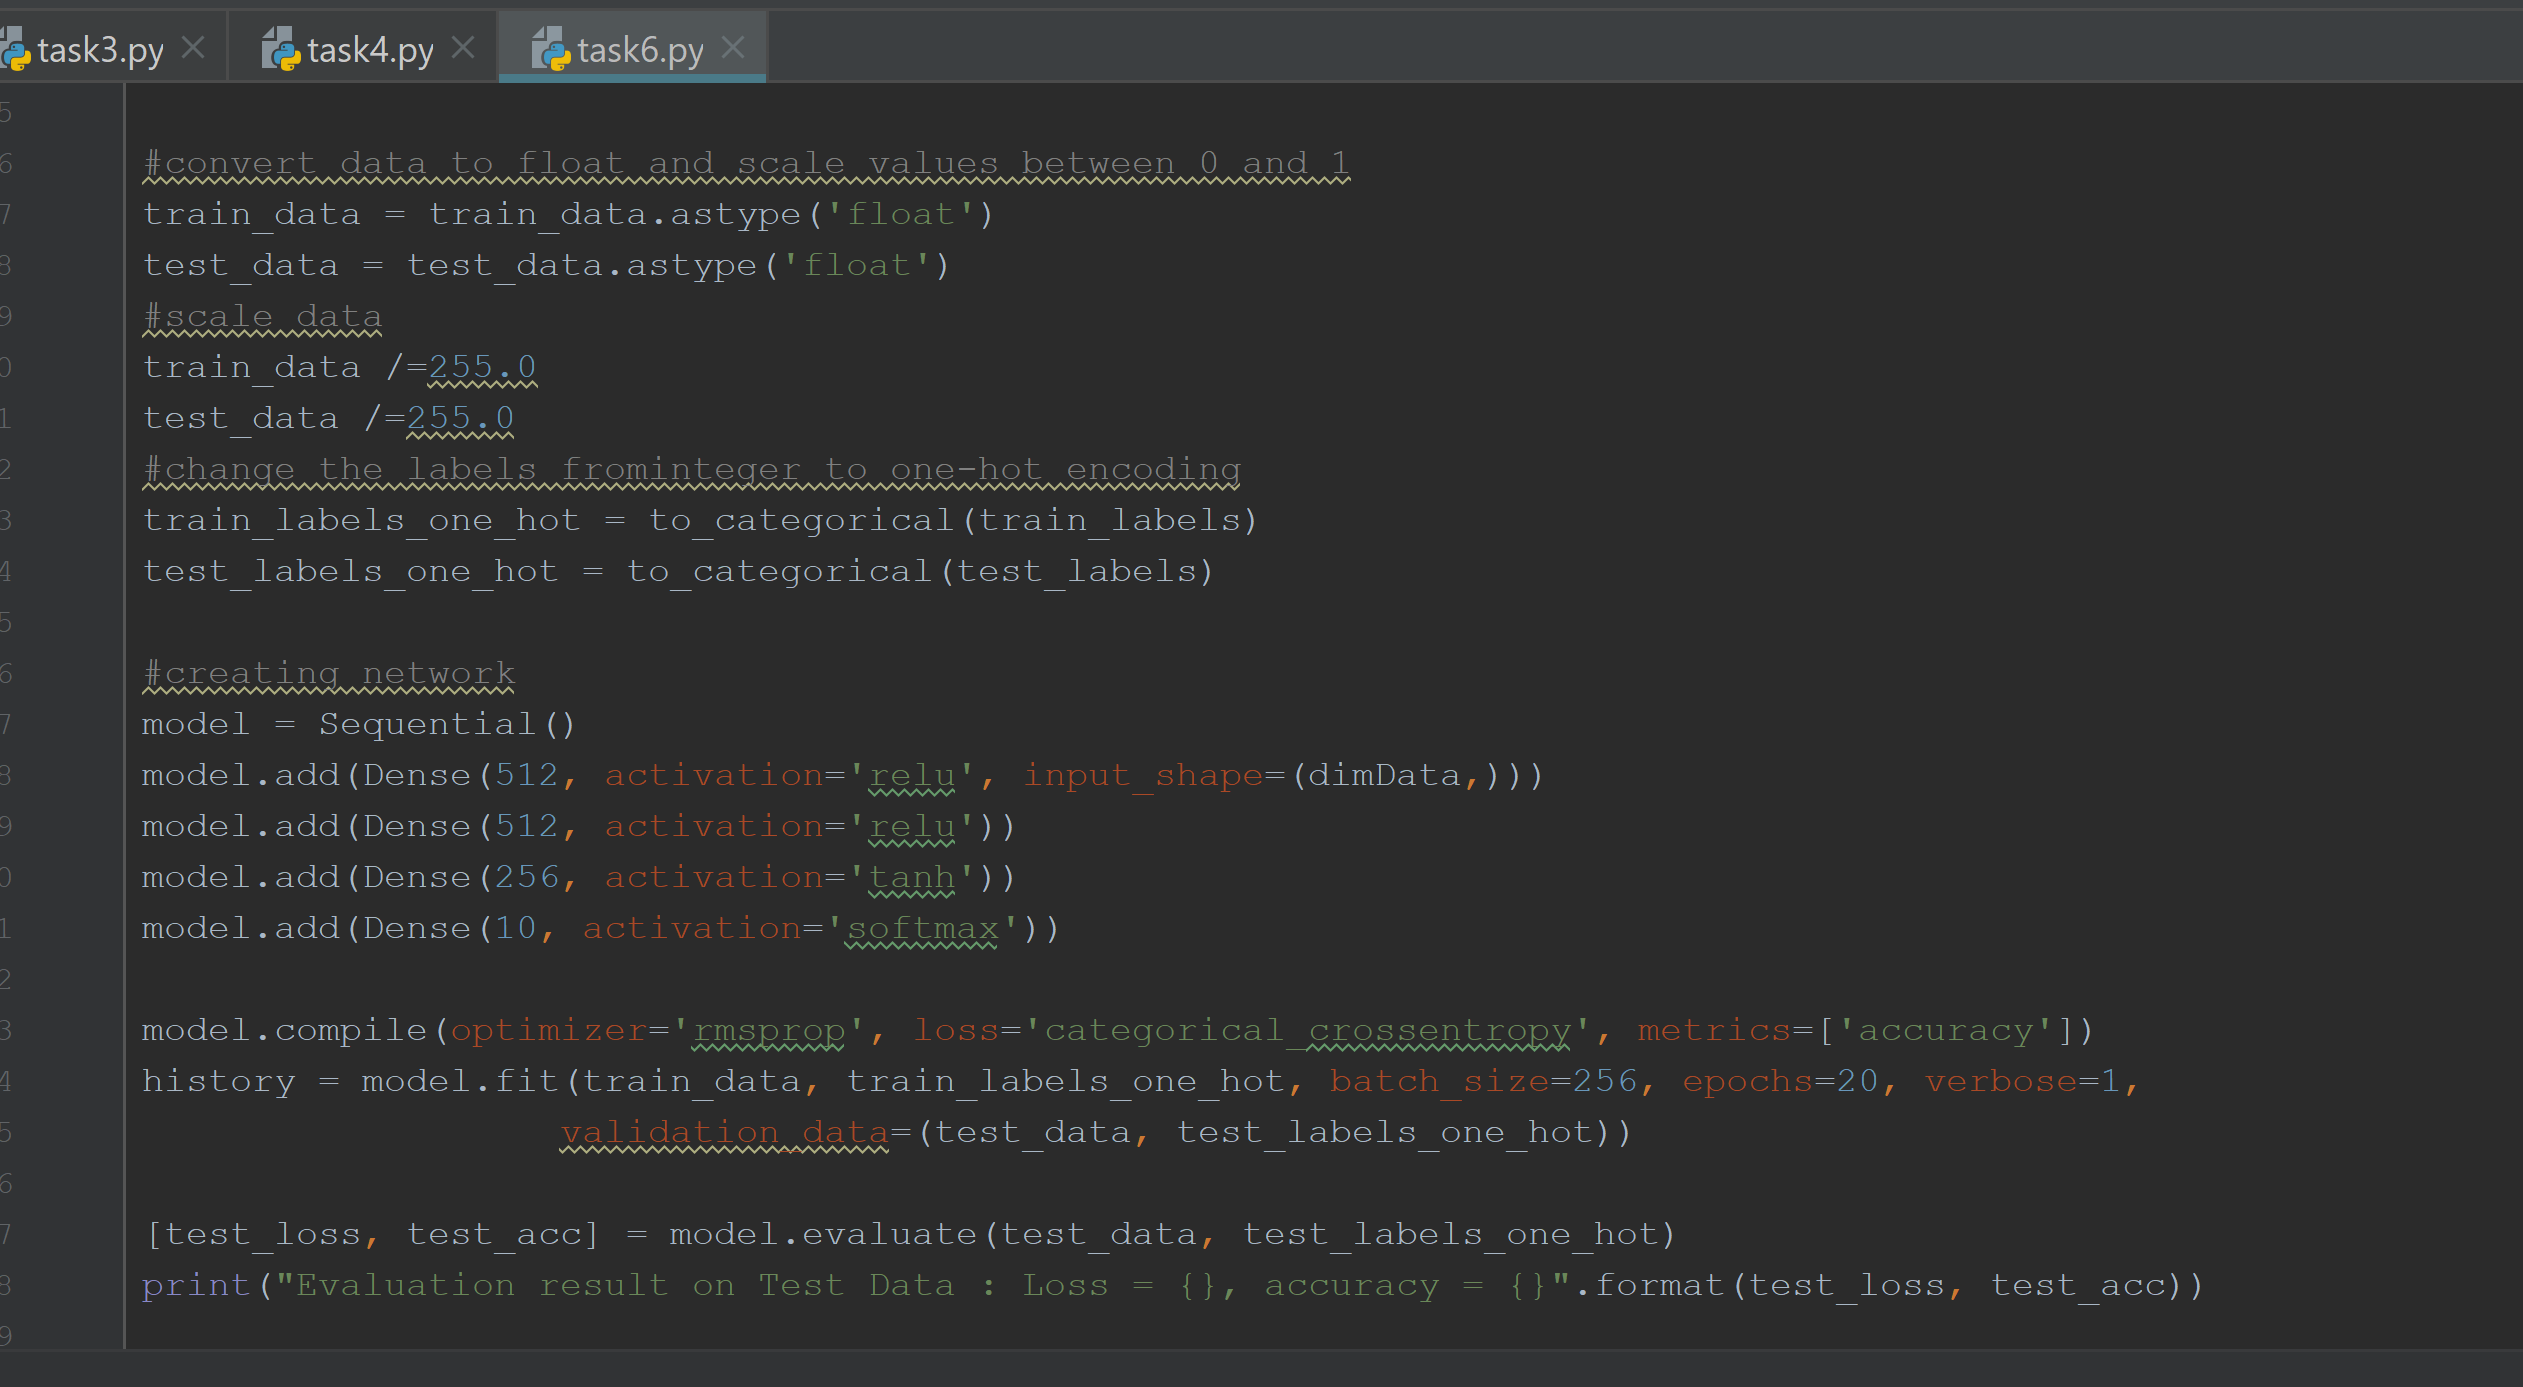 task3.py task4.py task6.py
5
6 #convert data to float and scale values between 0 and 1
7 train_data = train_data.astype('float')
8 test_data = test_data.astype('float')
9 #scale data
0 train_data /=255.0
1 test_data /=255.0
2 #change the labels frominteger to one-hot encoding
3 train_labels_one_hot = to_categorical(train_labels)
4 test_labels_one_hot = to_categorical(test_labels)
5
6 #creating network
7 model = Sequential()
8 model.add(Dense(512, activation='relu', input_shape=(dimData,)))
9 model.add(Dense(512, activation='relu'))
0 model.add(Dense(256, activation='tanh'))
1 model.add(Dense(10, activation='softmax'))
2
3 model.compile(optimizer='rmsprop', loss='categorical_crossentropy', metrics=['accuracy'])
4 history = model.fit(train_data, train_labels_one_hot, batch_size=256, epochs=20, verbose=1,
5 validation_data=(test_data, test_labels_one_hot))
6
7 [test_loss, test_acc] = model.evaluate(test_data, test_labels_one_hot)
8 print("Evaluation result on Test Data : Loss = {}, accuracy = {}".format(test_loss, test_acc))
9